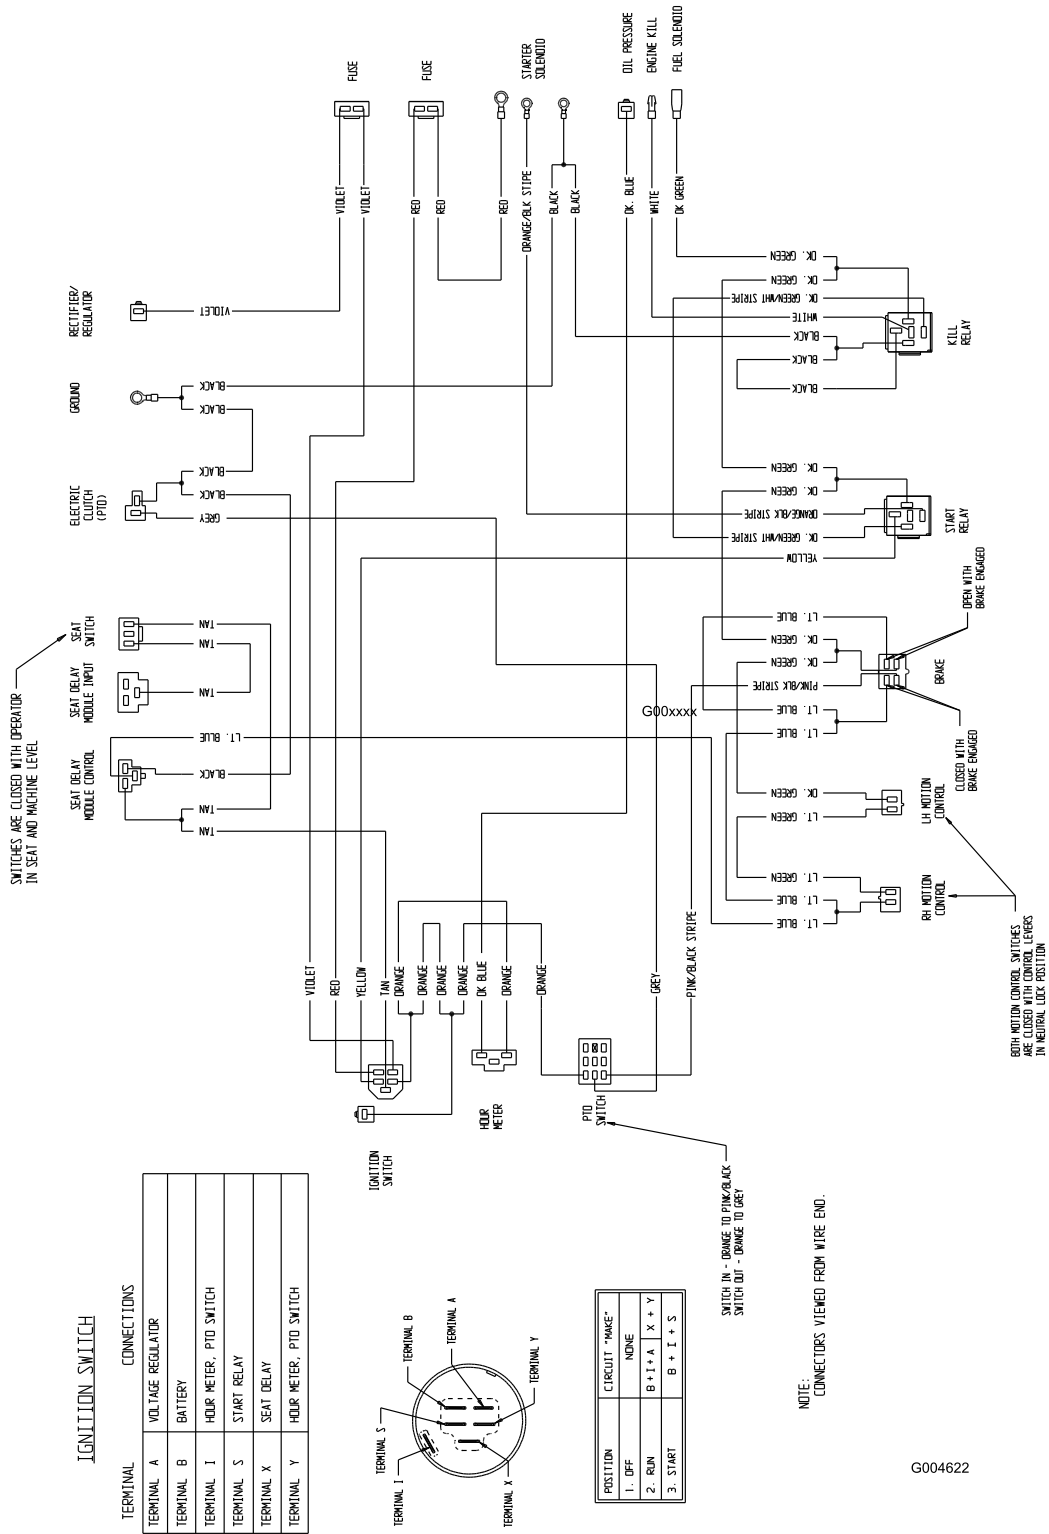 FUSE
FUSE
STARTER
SOLENOID
OIL PRESSURE
ENGINE KILL
FUEL SOLENOID
VIOLET
VIOLET
RED
RED
RED
ORANGE/BLK STIPE
BLACK
BLACK
DK. BLUE
WHITE
DK GREEN
RECTIFIER/
REGULATOR
VIOLET
GROUND
BLACK
BLACK
ELECTRIC
CLUTCH
(PTO)
BLACK
BLACK
GREY
SEAT
SWITCH
TAN
TAN
SEAT DELAY
MODULE INPUT
TAN
SEAT DELAY
MODULE CONTROL
LT. BLUE
BLACK
TAN
TAN
SWITCHES ARE CLOSED WITH OPERATOR
IN SEAT AND MACHINE LEVEL
DK. GREEN
DK. GREEN
DK. GREEN/WHT STRIPE
WHITE
BLACK
BLACK
BLACK
KILL
RELAY
DK. GREEN
DK. GREEN
ORANGE/BLK STRIPE
DK. GREEN/WHT STRIPE
YELLOW
START
RELAY
OPEN WITH
BRAKE ENGAGED
LT. BLUE
DK. GREEN
DK. GREEN
PINK/BLK STRIPE
LT. BLUE
LT. BLUE
BRAKE
G00xxxx
CLOSED WITH
BRAKE ENGAGED
DK. GREEN
LT. GREEN
LH MOTION
CONTROL
LT. GREEN
LT. BLUE
LT. BLUE
RH MOTION
CONTROL
BOTH MOTION CONTROL SWITCHES
ARE CLOSED WITH CONTROL LEVERS
IN NEUTRAL LOCK POSITION
VIOLET
RED
YELLOW
TAN
ORANGE
ORANGE
ORANGE
ORANGE
DK BLUE
ORANGE
ORANGE
GREY
PINK/BLACK STRIPE
IGNITION
SWITCH
HOUR
METER
PTO
SWITCH
SWITCH IN - ORANGE TO PINK/BLACK
SWITCH OUT - ORANGE TO GREY
IGNITION SWITCH
TERMINAL CONNECTIONS
TERMINAL A VOLTAGE REGULATOR
TERMINAL B BATTERY
TERMINAL I HOUR METER, PTO SWITCH
TERMINAL S START RELAY
TERMINAL X SEAT DELAY
TERMINAL Y HOUR METER, PTO SWITCH
TERMINAL I
TERMINAL S
TERMINAL B
TERMINAL A
TERMINAL Y
TERMINAL X
POSITION CIRCUIT "MAKE"
1. OFF NONE
2. RUN B + I + A X + Y
3. START B + I + S
NOTE:
CONNECTORS VIEWED FROM WIRE END.
G004622